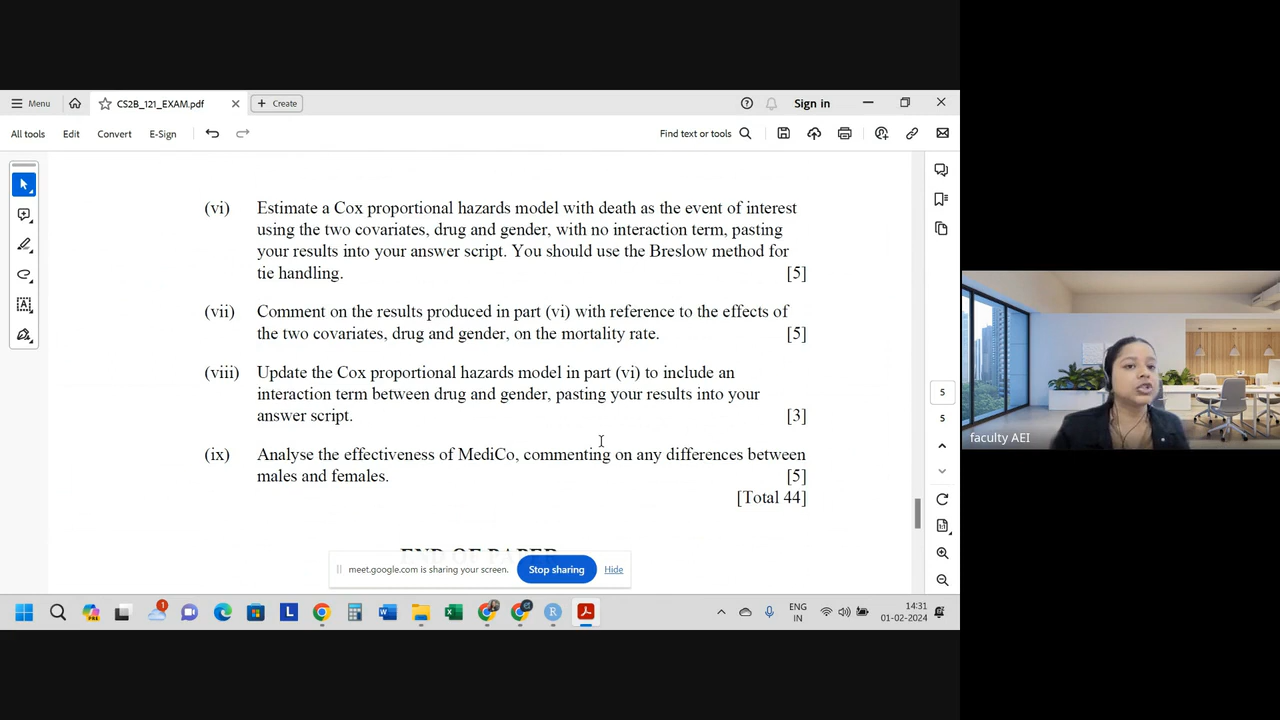 Menu
CS2B_121_EXAM.pdf
Create
Sign in
All tools
Edit
Convert
E-Sign
Find text or tools
(vi) Estimate a Cox proportional hazards model with death as the event of interest
using the two covariates, drug and gender, with no interaction term, pasting
your results into your answer script. You should use the Breslow method for
tie handling. [5]
(vii) Comment on the results produced in part (vi) with reference to the effects of
the two covariates, drug and gender, on the mortality rate. [5]
(viii) Update the Cox proportional hazards model in part (vi) to include an
interaction term between drug and gender, pasting your results into your
answer script. [3]
(ix) Analyse the effectiveness of MediCo, commenting on any differences between
males and females. [5]
[Total 44]
END OF PAPER
meet.google.com is sharing your screen.
Stop sharing
Hide
5
5
faculty AEI
ENG
IN
14:31
01-02-2024